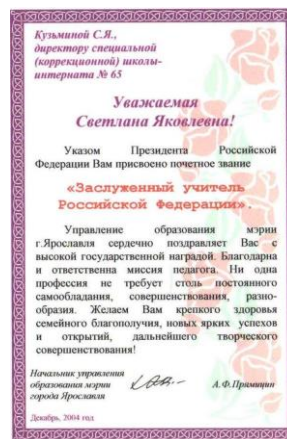 Кузьминой С.Я.,
директору специальной
(коррекционной) школы-
интерната № 65
Уважаемая
Светлана Яковлевна!
Указом Президента Российской
Федерации Вам присвоено почетное звание
«Заслуженный учитель
Российской Федерации».
Управление образования мэрии
г.Ярославля сердечно поздравляет Вас с
высокой государственной наградой. Благодарна
и ответственна миссия педагога. Ни одна
профессия не требует столь постоянного
самообладания, совершенствования, разно-
образия. Желаем Вам крепкого здоровья
семейного благополучия, новых ярких успехов
и открытий, дальнейшего творческого
совершенствования!
Начальник управления
образования мэрии
города Ярославля
А.Ф.Прямицин
Декабрь, 2004 год